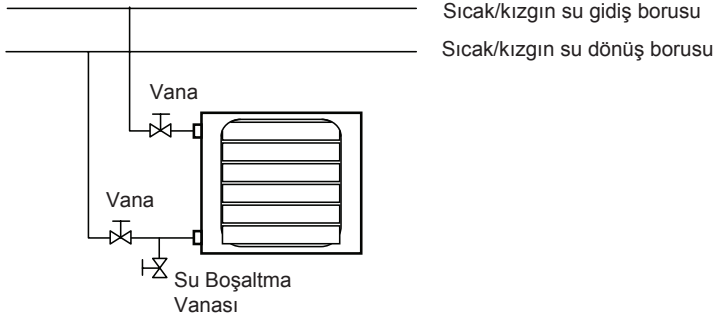 Sıcak/kızgın su gidiş borusu
Sıcak/kızgın su dönüş borusu
Vana
Vana
Su Boşaltma
Vanası